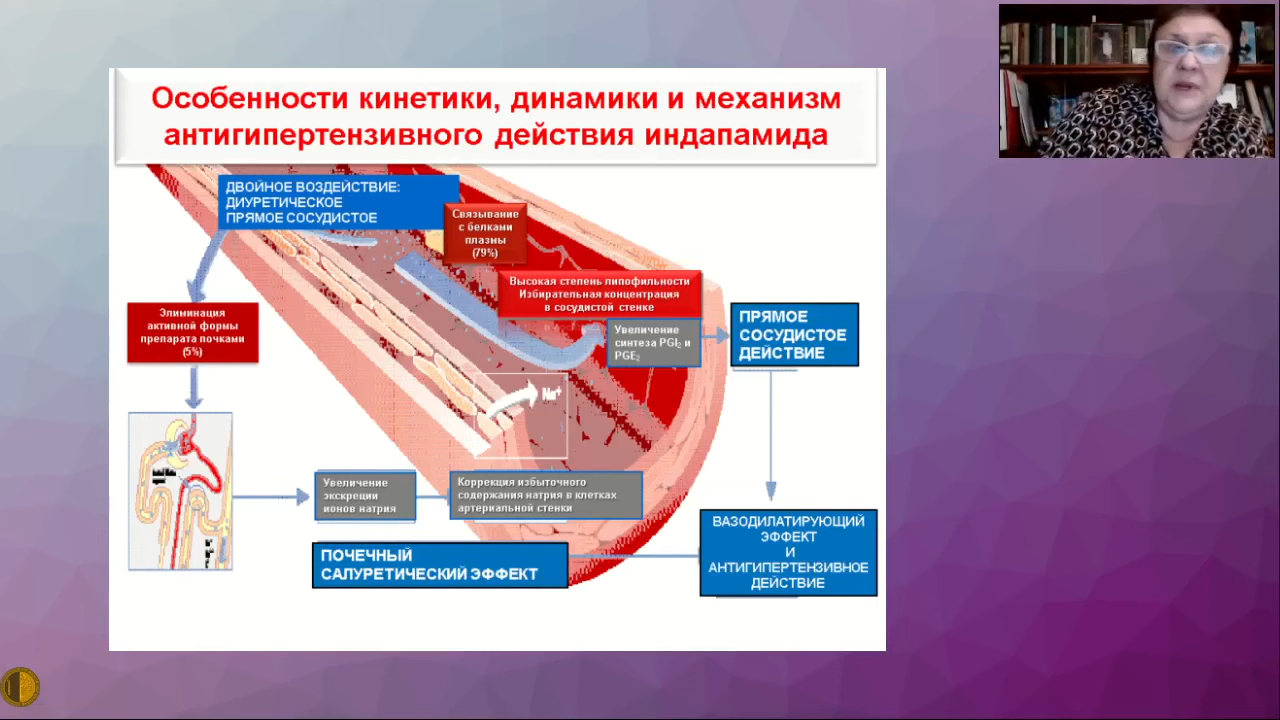 Особенности кинетики, динамики и механизм
антигипертензивного действия индапамида
ДВОЙНОЕ ВОЗДЕЙСТВИЕ:
ДИУРЕТИЧЕСКОЕ
ПРЯМОЕ СОСУДИСТОЕ
Связывание
с белками
плазмы
(79%)
Высокая степень липофильности
Избирательная концентрация
в сосудистой стенке
Элиминация
активной формы
препарата почками
(5%)
Увеличение
синтеза PGI₂ и
PGE₂
ПРЯМОЕ
СОСУДИСТОЕ
ДЕЙСТВИЕ
Na⁺
Увеличение
экскреции
ионов натрия
Коррекция избыточного
содержания натрия в клетках
артериальной стенки
ПОЧЕЧНЫЙ
САЛУРЕТИЧЕСКИЙ ЭФФЕКТ
ВАЗОДИЛАТИРУЮЩИЙ
ЭФФЕКТ
И
АНТИГИПЕРТЕНЗИВНОЕ
ДЕЙСТВИЕ